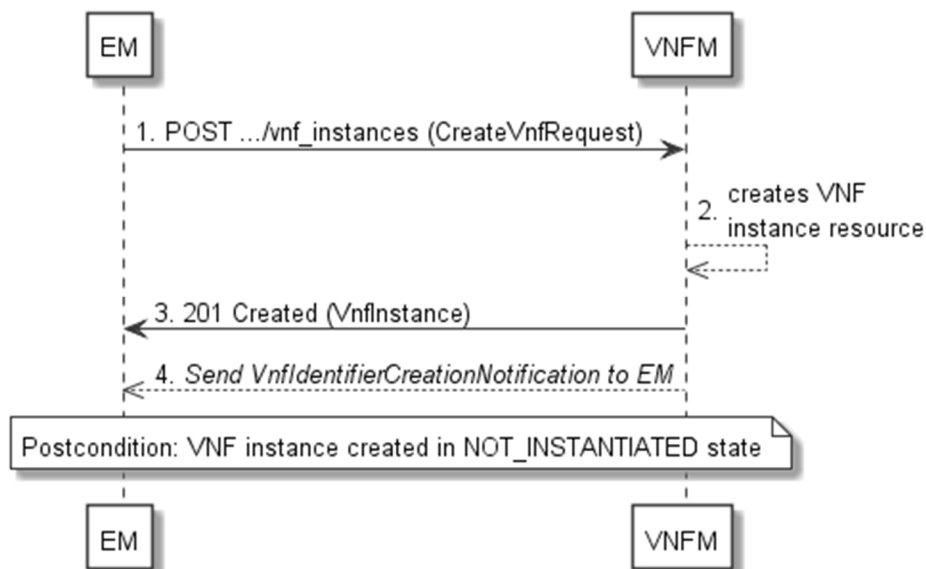 EM
VNFM
1. POST .../vnf_instances (CreateVnfRequest)
2. creates VNF
instance resource
3. 201 Created (VnfInstance)
4. Send VnfIdentifierCreationNotification to EM
Postcondition: VNF instance created in NOT_INSTANTIATED state
EM
VNFM